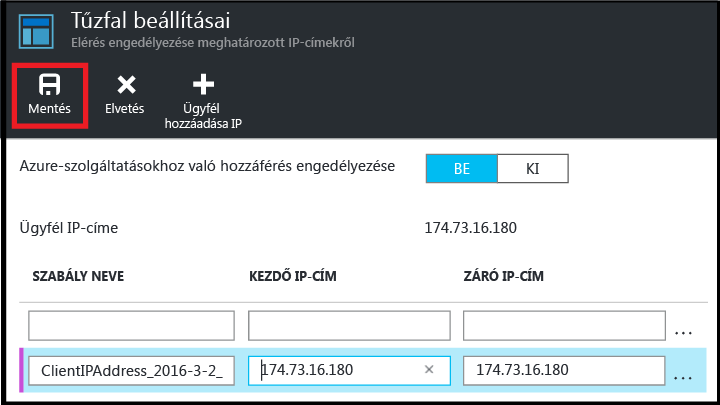 Tűzfal beállításai
Elérés engedélyezése meghatározott IP-címekről
Mentés Elvetés Ügyfél hozzáadása IP
Azure-szolgáltatásokhoz való hozzáférés engedélyezése BE KI
Ügyfél IP-címe 174.73.16.180
SZABÁLY NEVE KEZDŐ IP-CÍM ZÁRÓ IP-CÍM
...
ClientIPAddress_2016-3-2_ 174.73.16.180 × 174.73.16.180 ...